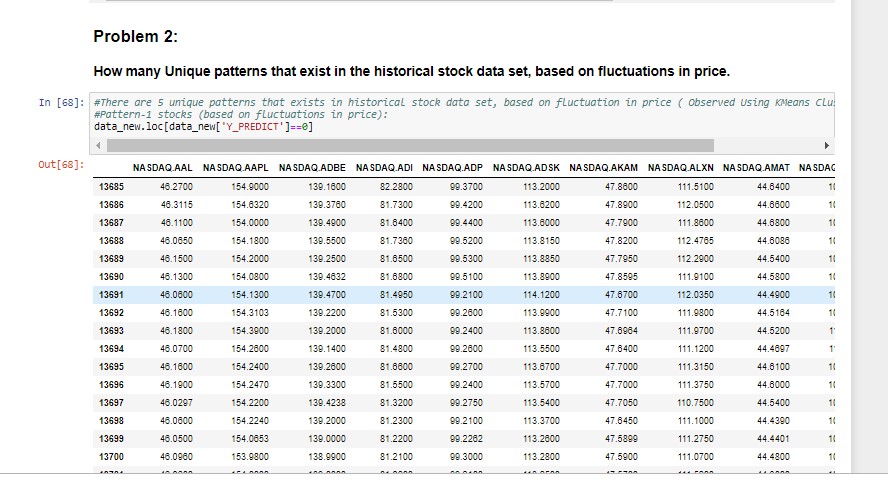 Problem 2:
How many Unique patterns that exist in the historical stock data set, based on fluctuations in price.
In [68]: #There are 5 unique patterns that exists in historical stock data set, based on fluctuation in price ( Observed Using KMeans Clus
#Pattern-1 stocks (based on fluctuations in price):
data_new.loc[data_new['Y_PREDICT']==0]
Out[68]:
NASDAQ.AAL NASDAQ.AAPL NASDAQ.ADBE NASDAQ.ADI NASDAQ.ADP NASDAQ.ADSK NASDAQ.AKAM NASDAQ.ALXN NASDAQ.AMAT NASDAQ
13685 46.2700 154.9000 139.1600 82.2800 99.3700 113.2000 47.8600 111.5100 44.6400 10
13686 46.3115 154.6320 139.3760 81.7300 99.4200 113.6200 47.8900 112.0500 44.6600 10
13687 46.1100 154.0000 139.4900 81.6400 99.4400 113.6000 47.7900 111.8600 44.6800 10
13688 46.0650 154.1800 139.5500 81.7360 99.5200 113.8150 47.8200 112.4765 44.6086 10
13689 46.1500 154.2000 139.2500 81.6500 99.5300 113.8850 47.7950 112.2900 44.5400 10
13690 46.1300 154.0800 139.4632 81.6800 99.5100 113.8900 47.8595 111.9100 44.5800 10
13691 46.0600 154.1300 139.4700 81.4950 99.2100 114.1200 47.6700 112.0350 44.4900 10
13692 46.1600 154.3103 139.2200 81.5300 99.2600 113.9900 47.7100 111.9800 44.5164 10
13693 46.1800 154.3900 139.2000 81.6000 99.2400 113.8600 47.6964 111.9700 44.5200 1
13694 46.0700 154.2600 139.1400 81.4800 99.2600 113.5500 47.6400 111.1200 44.4697 1
13695 46.1600 154.2400 139.2600 81.6600 99.2700 113.6700 47.7000 111.3150 44.6100 10
13696 46.1900 154.2470 139.3300 81.5500 99.2400 113.5700 47.7000 111.3750 44.6000 10
13697 46.0297 154.2200 139.4238 81.3200 99.2750 113.5400 47.7050 110.7500 44.5400 10
13698 46.0600 154.2240 139.2000 81.2300 99.2100 113.3700 47.6450 111.1000 44.4390 10
13699 46.0500 154.0653 139.0000 81.2200 99.2262 113.2600 47.5899 111.2750 44.4401 10
13700 46.0960 153.9800 138.9900 81.2100 99.3000 113.2800 47.5900 111.0700 44.4800 10